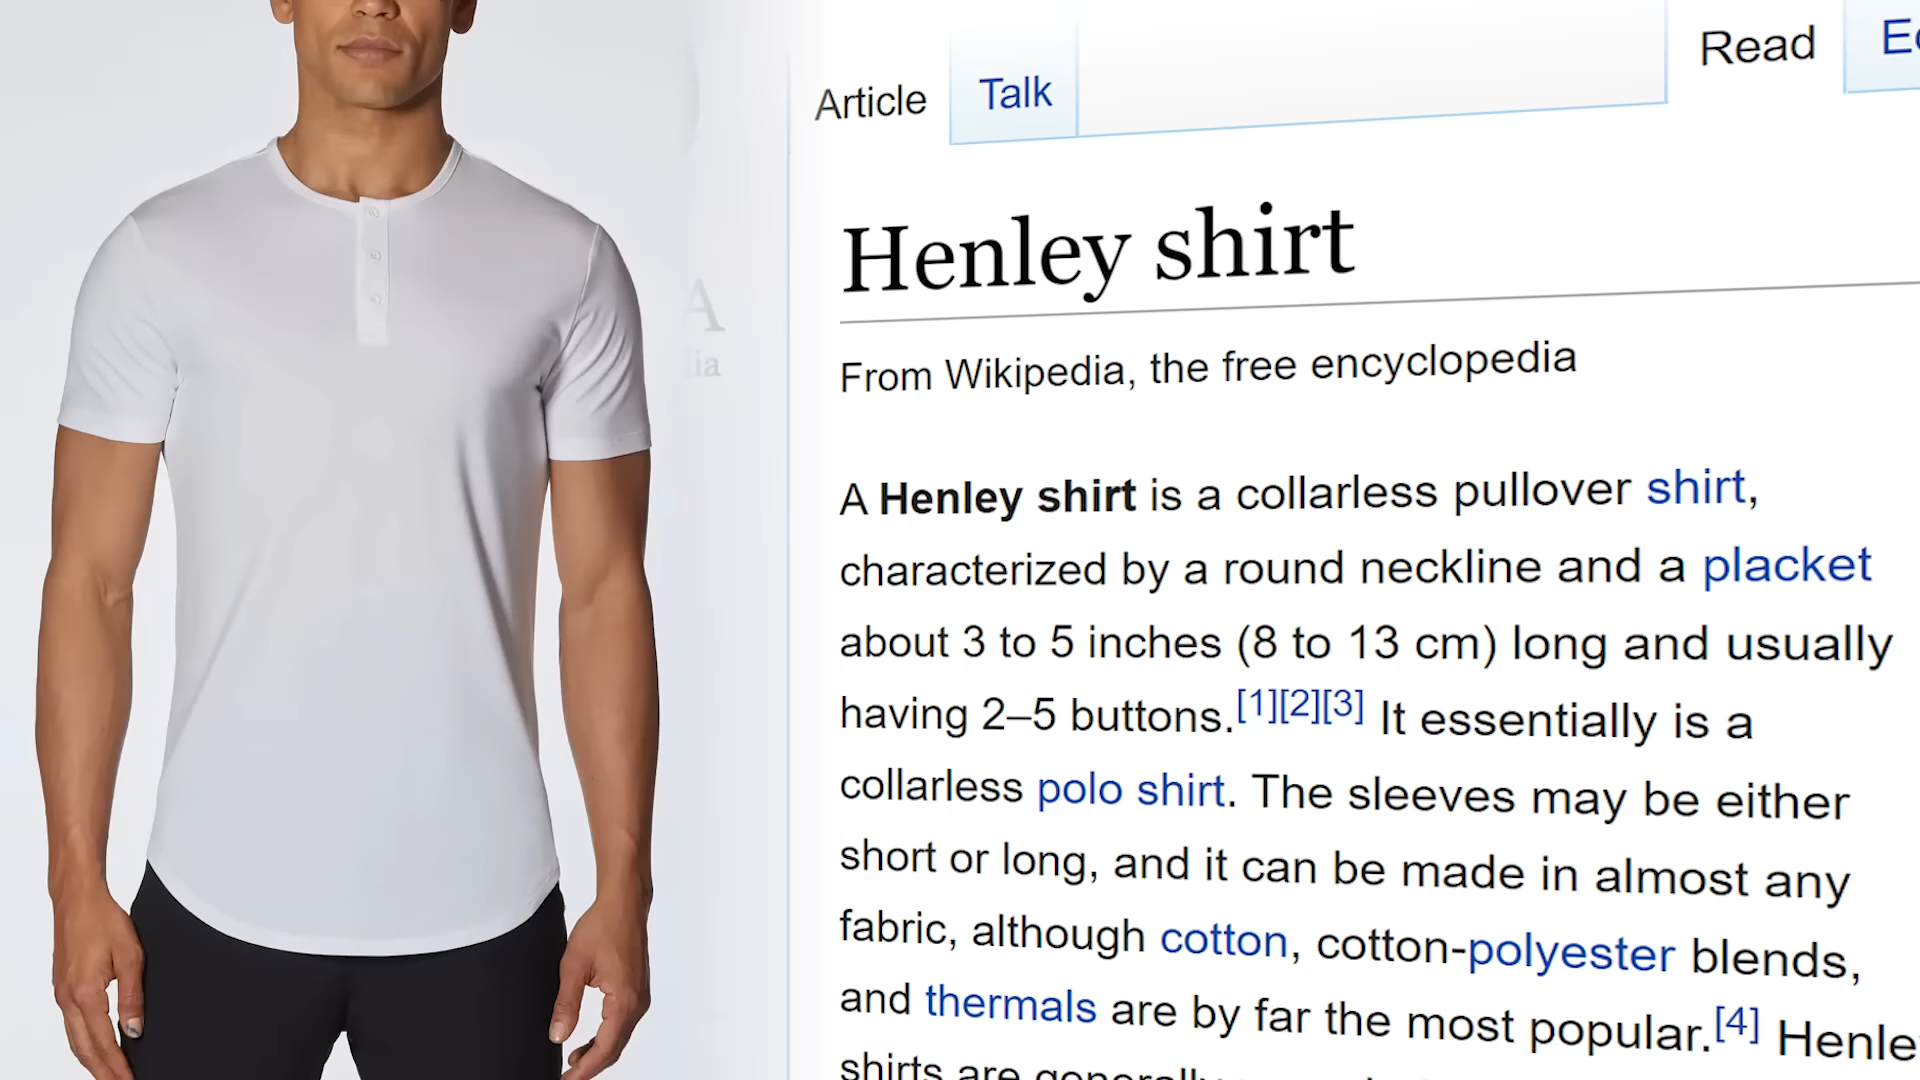 Article
Talk
Read
Henley shirt
From Wikipedia, the free encyclopedia
A Henley shirt is a collarless pullover shirt,
characterized by a round neckline and a placket
about 3 to 5 inches (8 to 13 cm) long and usually
having 2–5 buttons.[1][2][3] It essentially is a
collarless polo shirt. The sleeves may be either
short or long, and it can be made in almost any
fabric, although cotton, cotton-polyester blends,
and thermals are by far the most popular.[4] Henle
shirts are generally